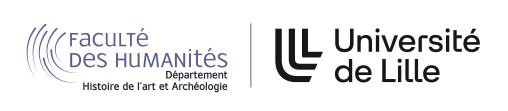 FACULTÉ
DES HUMANITÉS
Département
Histoire de l'art et Archéologie
Université
de Lille